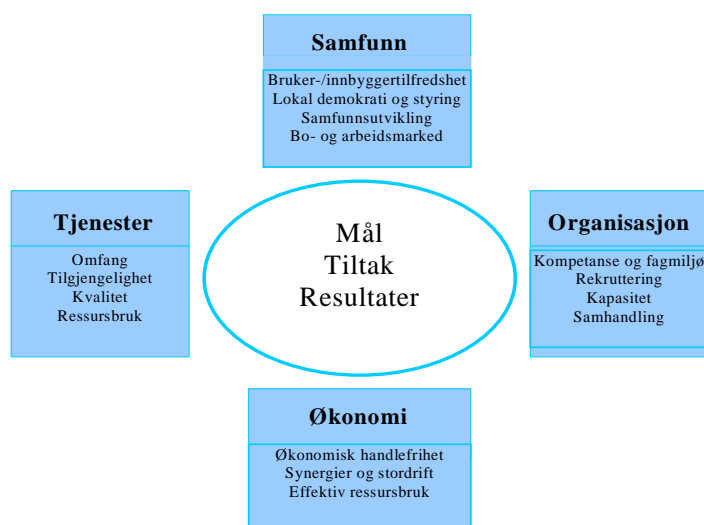 Samfunn
Bruker-/innbyggertilfredshet
Lokal demokrati og styring
Samfunnsutvikling
Bo- og arbeidsmarked
Tjenester
Omfang
Tilgjengelighet
Kvalitet
Ressursbruk
Mål
Tiltak
Resultater
Organisasjon
Kompetanse og fagmiljø
Rekruttering
Kapasitet
Samhandling
Økonomi
Økonomisk handlefrihet
Synergier og stordrift
Effektiv ressursbruk